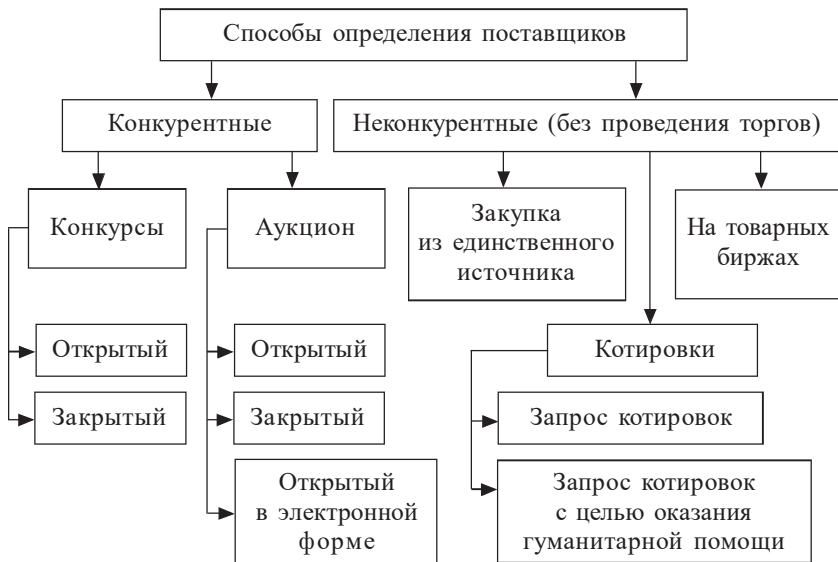 Способы определения поставщиков
Конкурентные
Неконкурентные (без проведения торгов)
Конкурсы
Аукцион
Закупка
из единственного
источника
На товарных
биржах
Открытый
Открытый
Котировки
Закрытый
Закрытый
Запрос котировок
Открытый
в электронной
форме
Запрос котировок
с целью оказания
гуманитарной помощи